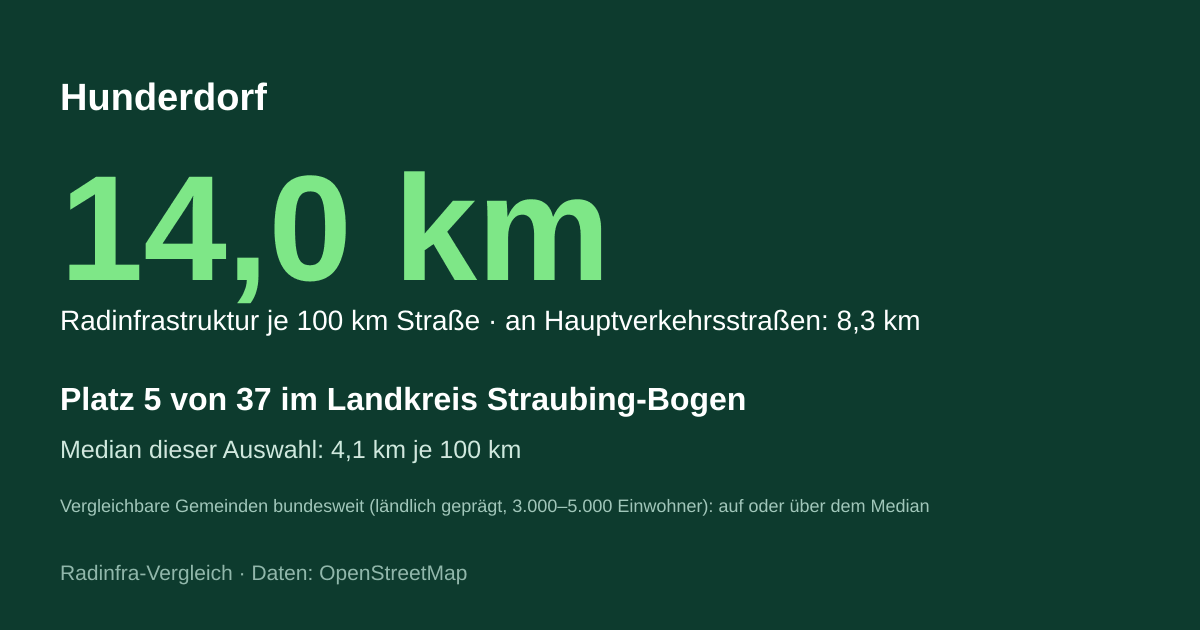 Hunderdorf
14,0 km
Radinfrastruktur je 100 km Straße · an Hauptverkehrsstraßen: 8,3 km
Platz 5 von 37 im Landkreis Straubing-Bogen
Median dieser Auswahl: 4,1 km je 100 km
Vergleichbare Gemeinden bundesweit (ländlich geprägt, 3.000–5.000 Einwohner): auf oder über dem Median
Radinfra-Vergleich · Daten: OpenStreetMap